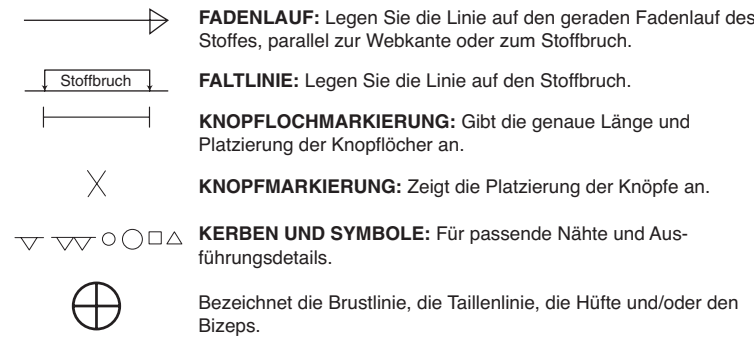 FADENLAUF: Legen Sie die Linie auf den geraden Fadenlauf des
Stoffes, parallel zur Webkante oder zum Stoffbruch.
Stoffbruch
FALTLINIE: Legen Sie die Linie auf den Stoffbruch.
KNOPFLOCHMARKIERUNG: Gibt die genaue Länge und
Platzierung der Knopflöcher an.
KNOPFMARKIERUNG: Zeigt die Platzierung der Knöpfe an.
KERBEN UND SYMBOLE: Für passende Nähte und Aus-
führungsdetails.
Bezeichnet die Brustlinie, die Taillenlinie, die Hüfte und/oder den
Bizeps.